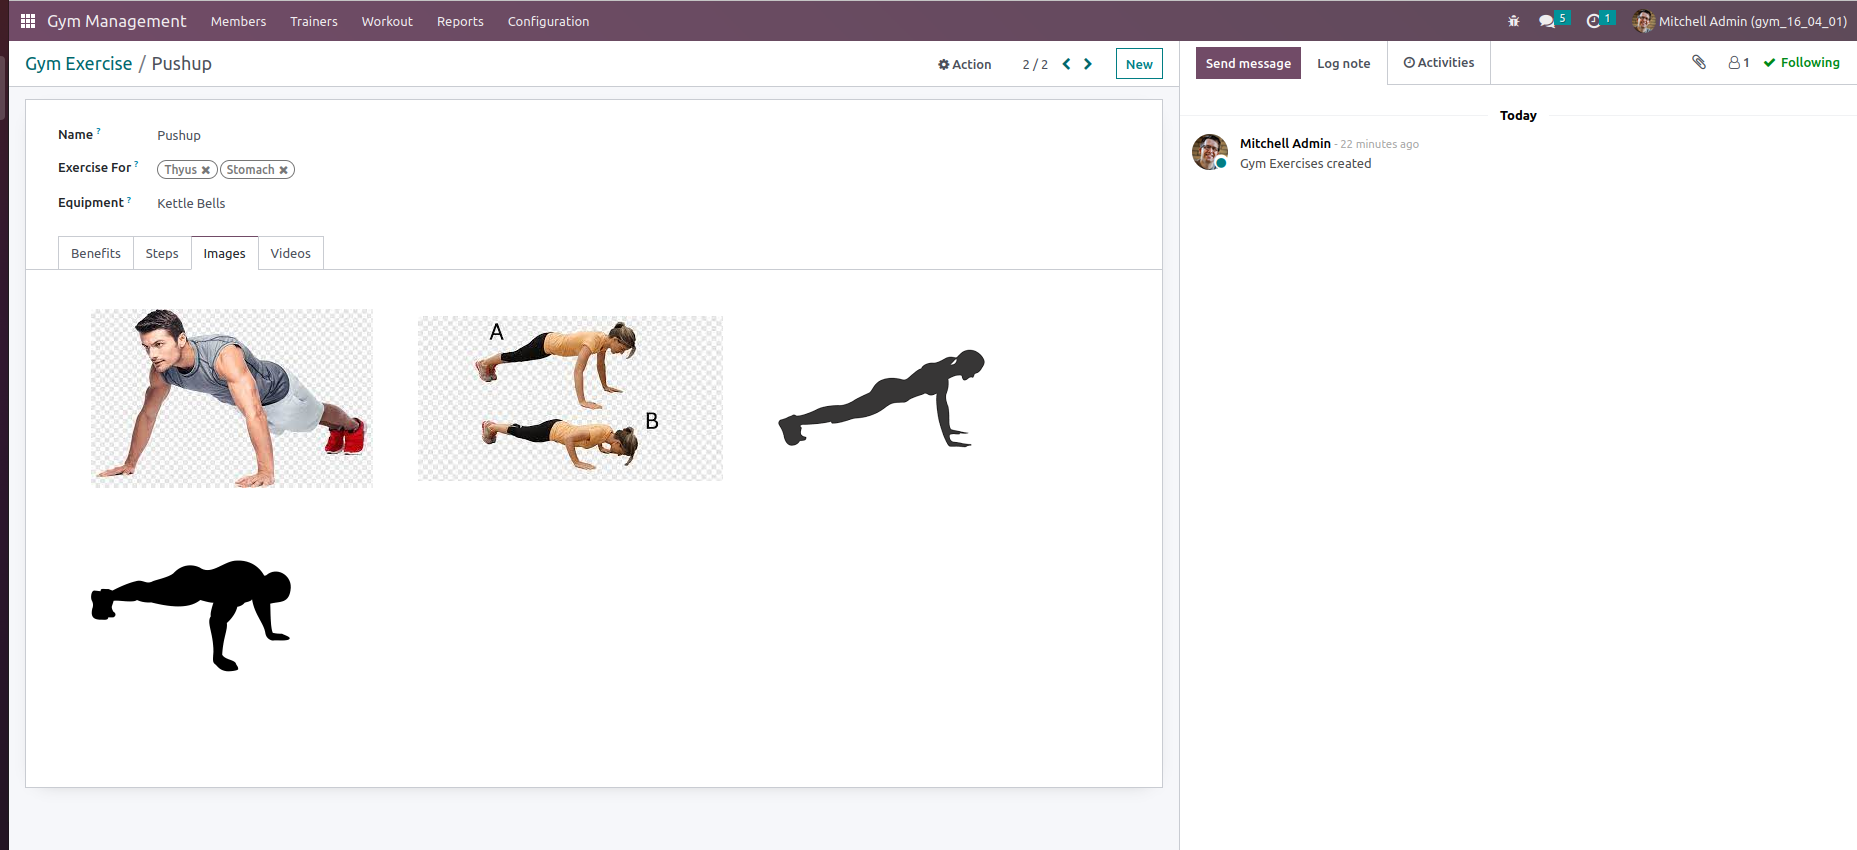 Gym Management Members Trainers Workout Reports Configuration 5 1 Mitchell Admin (gym_16_04_01)
Gym Exercise / Pushup Action 2 / 2 New Send message Log note Activities 1 Following
Today
Name ? Pushup
Exercise For ? Thyus Stomach
Equipment ? Kettle Bells
Mitchell Admin - 22 minutes ago
Gym Exercises created
Benefits Steps Images Videos
A
B